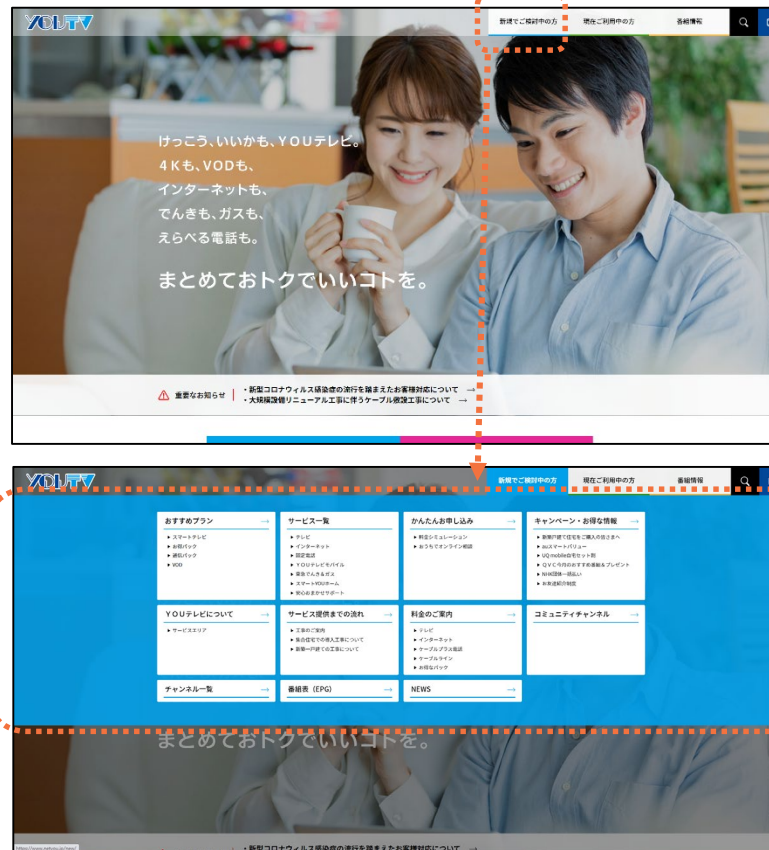 YOUTV
新規でご検討中の方
現在ご利用中の方
番組情報
けっこう、いいかも、YOUテレビ。
4Kも、VODも、
インターネットも、
でんきも、ガスも、
えらべる電話も。
まとめておトクでいいコトを。
重要なお知らせ
・新型コロナウィルス感染症の流行を踏まえたお客様対応について →
・大規模設備リニューアル工事に伴うケーブル敷設工事について →
YOUTV
新規でご検討中の方
現在ご利用中の方
番組情報
おすすめプラン →
スマートテレビ
お得パック
通信パック
VOD
サービス一覧 →
テレビ
インターネット
固定電話
YOUテレビモバイル
東急でんき&ガス
スマートYOUホーム
安心おまかせサポート
かんたんお申し込み →
料金シミュレーション
おうちでオンライン相談
キャンペーン・お得な情報 →
新築戸建て住宅をご購入の皆さまへ
auスマートバリュー
UQ mobile自宅セット割
QVC今月のおすすめ番組&プレゼント
NHK団体一括払い
お友達紹介制度
YOUテレビについて →
サービスエリア
サービス提供までの流れ →
工事のご案内
集合住宅での導入工事について
新築一戸建ての工事について
料金のご案内 →
テレビ
インターネット
ケーブルプラス電話
ケーブルライン
お得なパック
コミュニティチャンネル →
チャンネル一覧 →
番組表（EPG） →
NEWS →
まとめておトクでいいコトを。
・新型コロナウィルス感染症の流行を踏まえたお客様対応について →